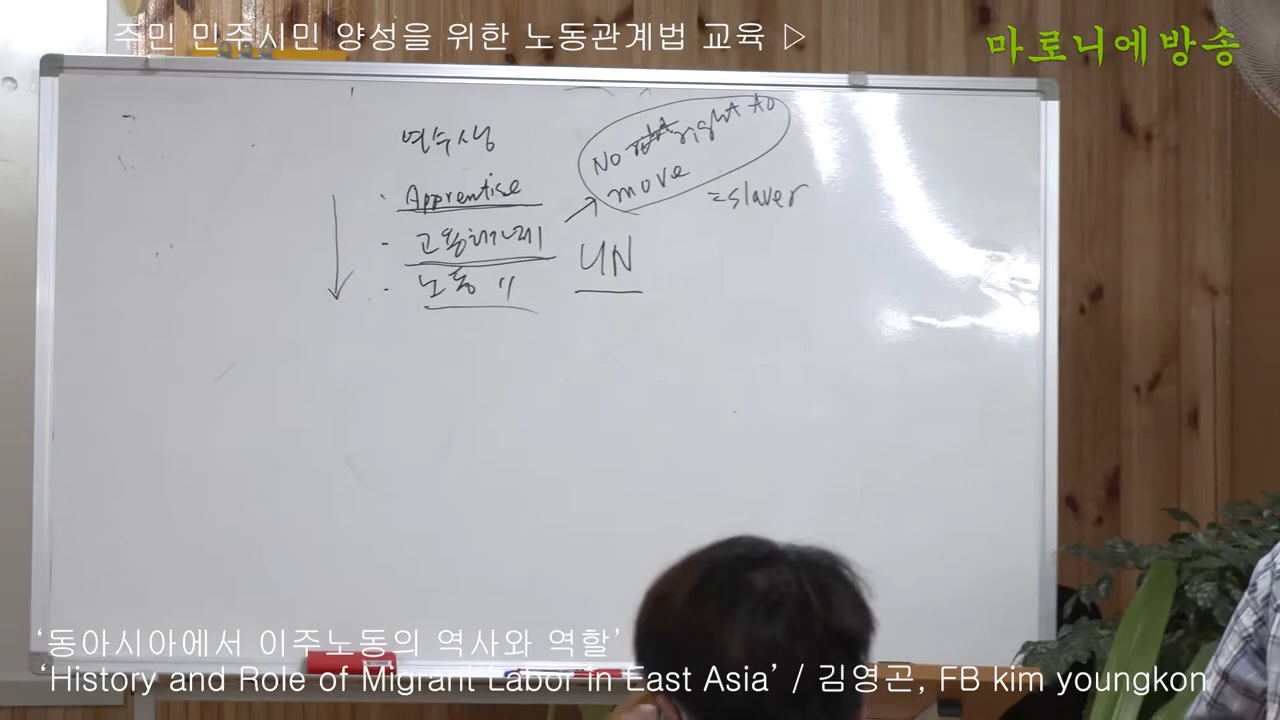 주민 민주시민 양성을 위한 노동관계법 교육 ▷
마로니에방송
연수생
· Apprentise
- 고용허가제
· 노동 "
No right to
move
= slaver
UN
‘동아시아에서 이주노동의 역사와 역할’
‘History and Role of Migrant Labor in East Asia’ / 김영곤, FB kim youngkon